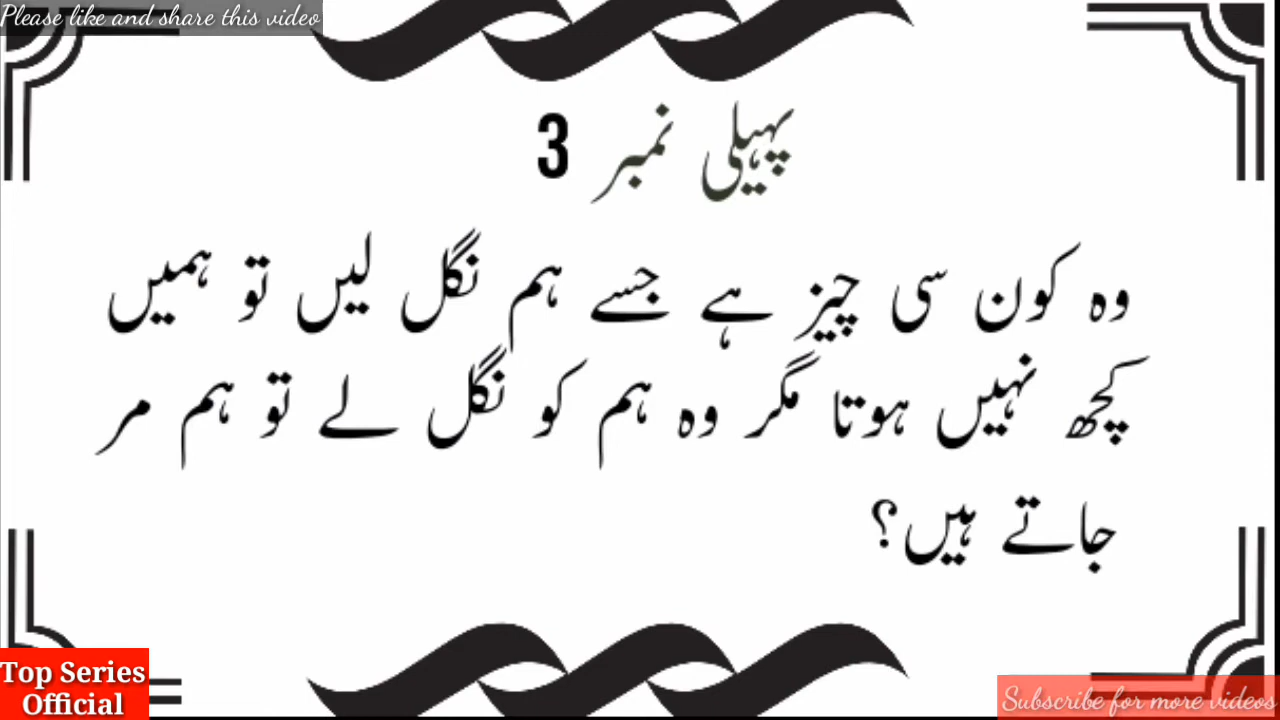 Please like and share this video
پہیلی نمبر 3
وہ کون سی چیز ہے جسے ہم نگل لیں تو ہمیں
کچھ نہیں ہوتا مگر وہ ہم کو نگل لے تو ہم مر
جاتے ہیں؟
Top Series
Official
Subscribe for more videos